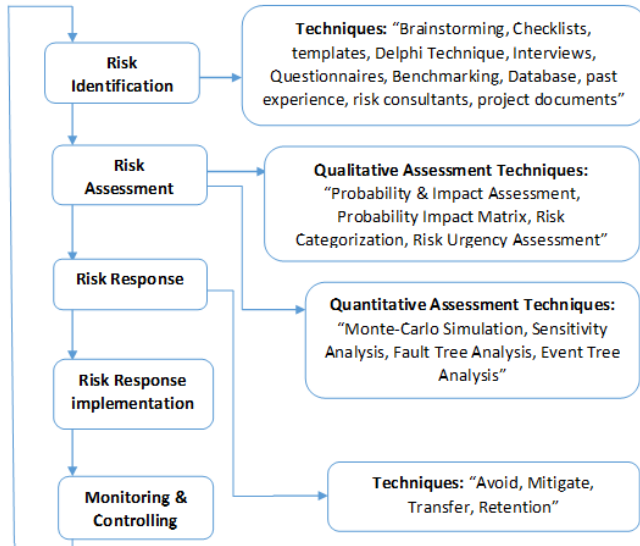 Risk
Identification
Techniques: “Brainstorming, Checklists,
templates, Delphi Technique, Interviews,
Questionnaires, Benchmarking, Database, past
experience, risk consultants, project documents”
Risk
Assessment
Qualitative Assessment Techniques:
“Probability & Impact Assessment,
Probability Impact Matrix, Risk
Categorization, Risk Urgency Assessment”
Risk Response
Quantitative Assessment Techniques:
“Monte-Carlo Simulation, Sensitivity
Analysis, Fault Tree Analysis, Event Tree
Analysis”
Risk Response
implementation
Monitoring &
Controlling
Techniques: “Avoid, Mitigate,
Transfer, Retention”